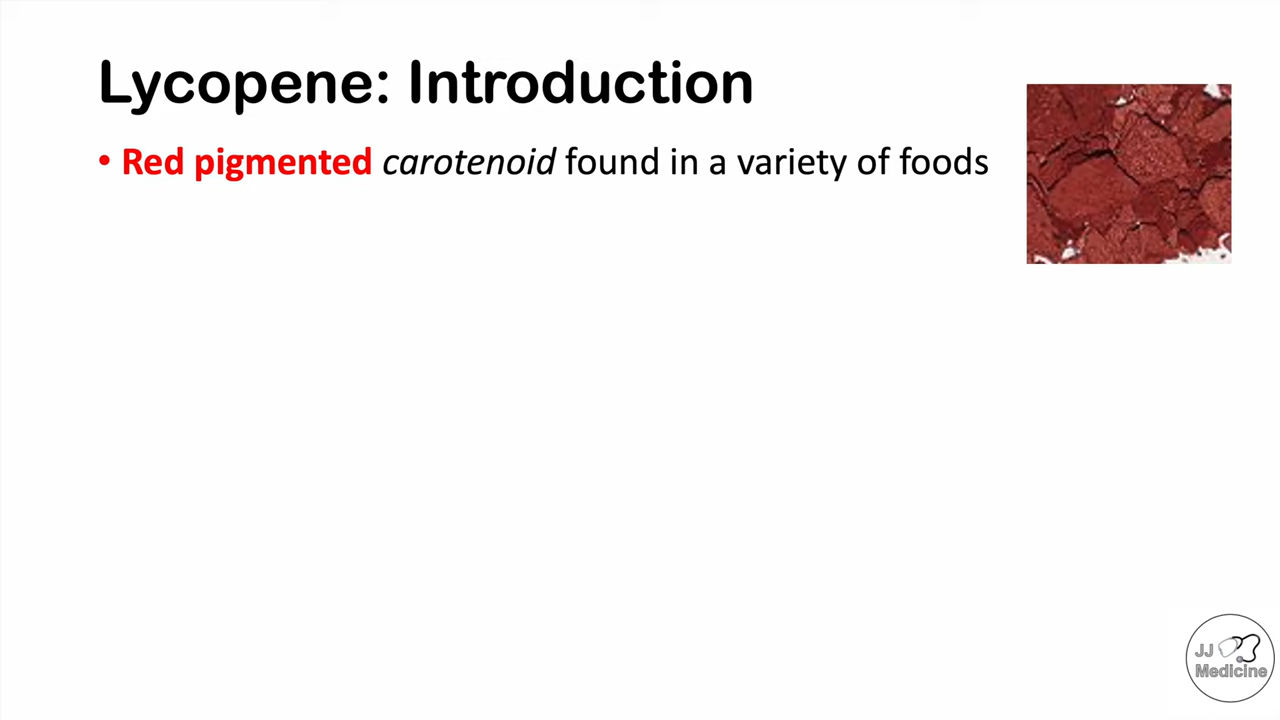 Lycopene: Introduction
• Red pigmented carotenoid found in a variety of foods
JJ
Medicine